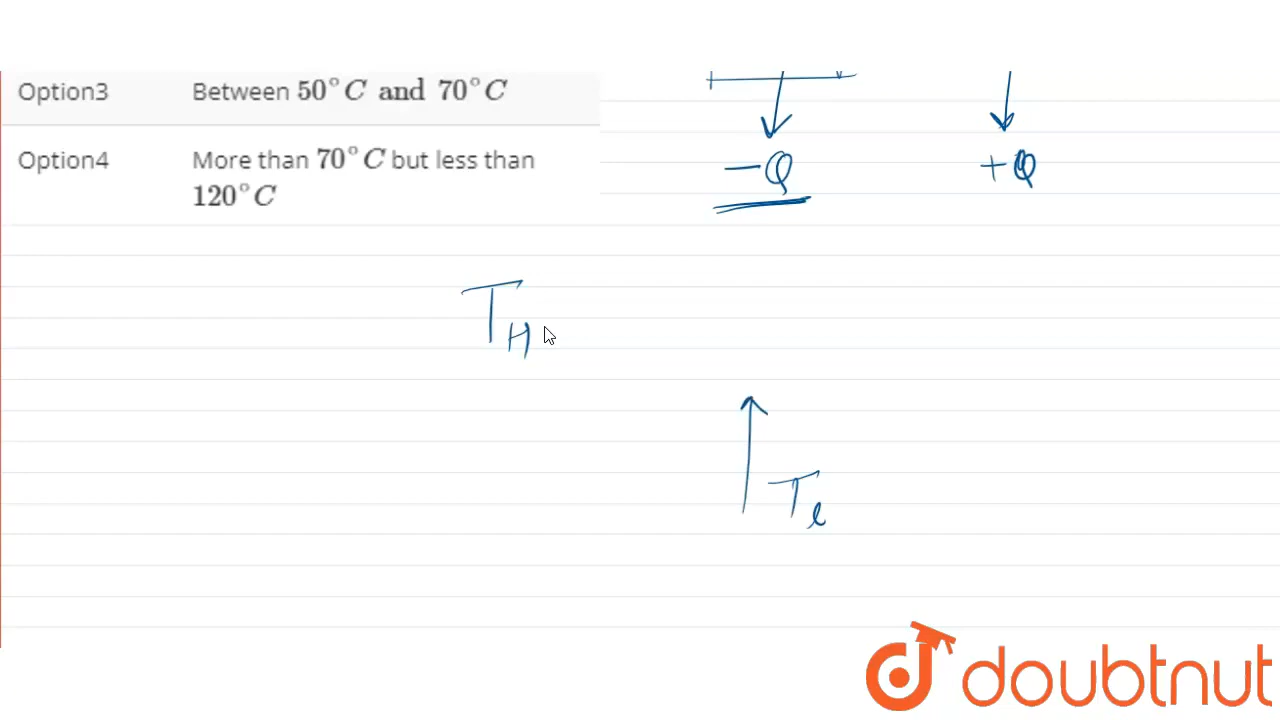 Option3 Between 50°C and 70°C
Option4 More than 70°C but less than
120°C
−Q +Q
T_H
T_l
doubtnut